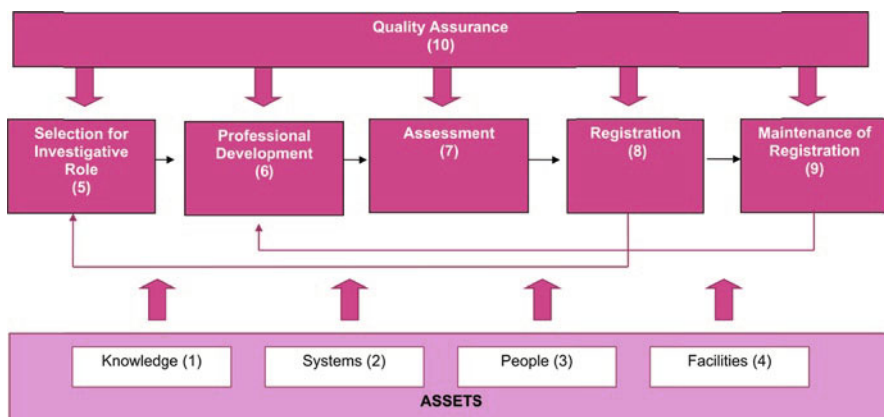 Quality Assurance
(10)
Selection for
Investigative
Role
(5)
Professional
Development
(6)
Assessment
(7)
Registration
(8)
Maintenance of
Registration
(9)
Knowledge (1)
Systems (2)
People (3)
Facilities (4)
ASSETS